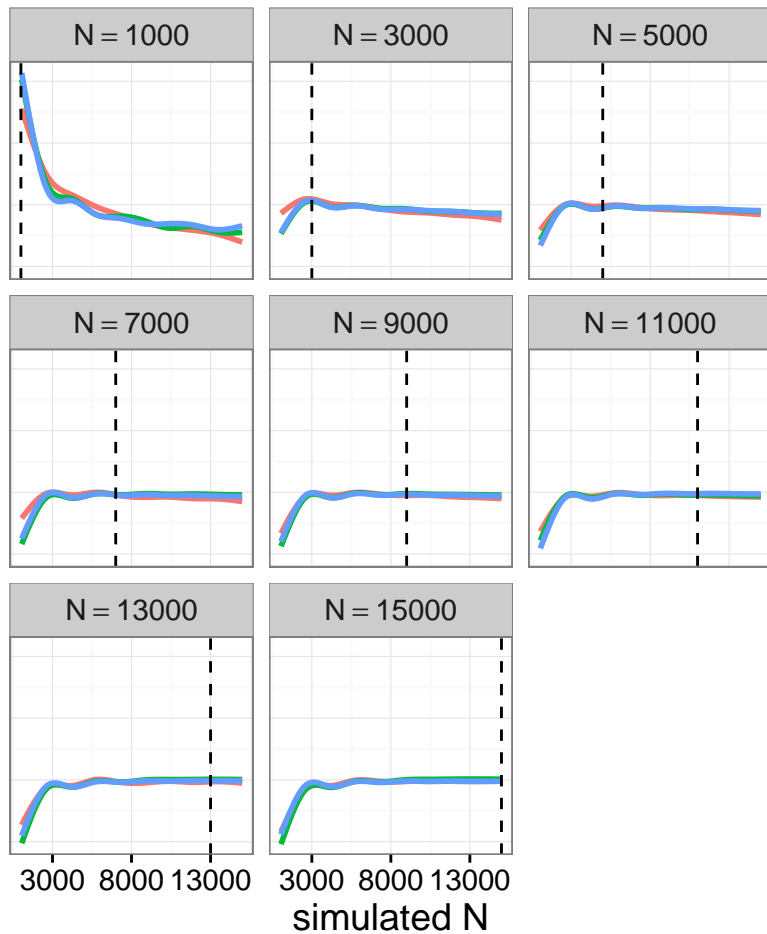 N = 1000
N = 3000
N = 5000
N = 7000
N = 9000
N = 11000
N = 13000
N = 15000
3000 8000 13000
3000 8000 13000
simulated N